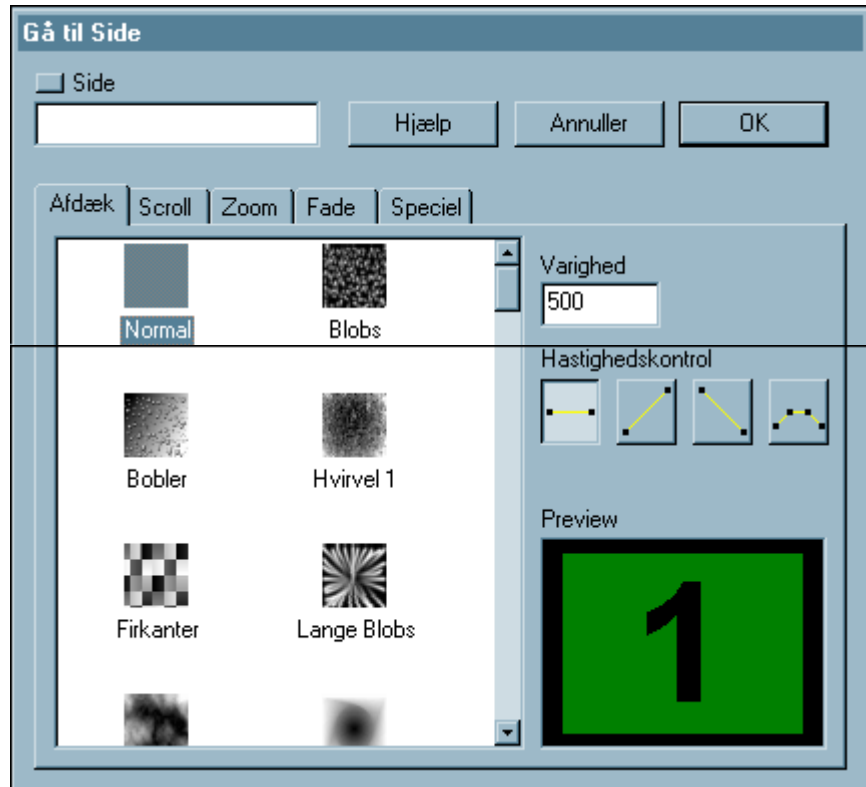 Gå til Side
Side
Hjælp Annuller OK
Afdæk Scroll Zoom Fade Speciel
Normal Blobs
Varighed
500
Hastighedskontrol
Bobler Hvirvel 1
Preview
Firkanter Lange Blobs
1